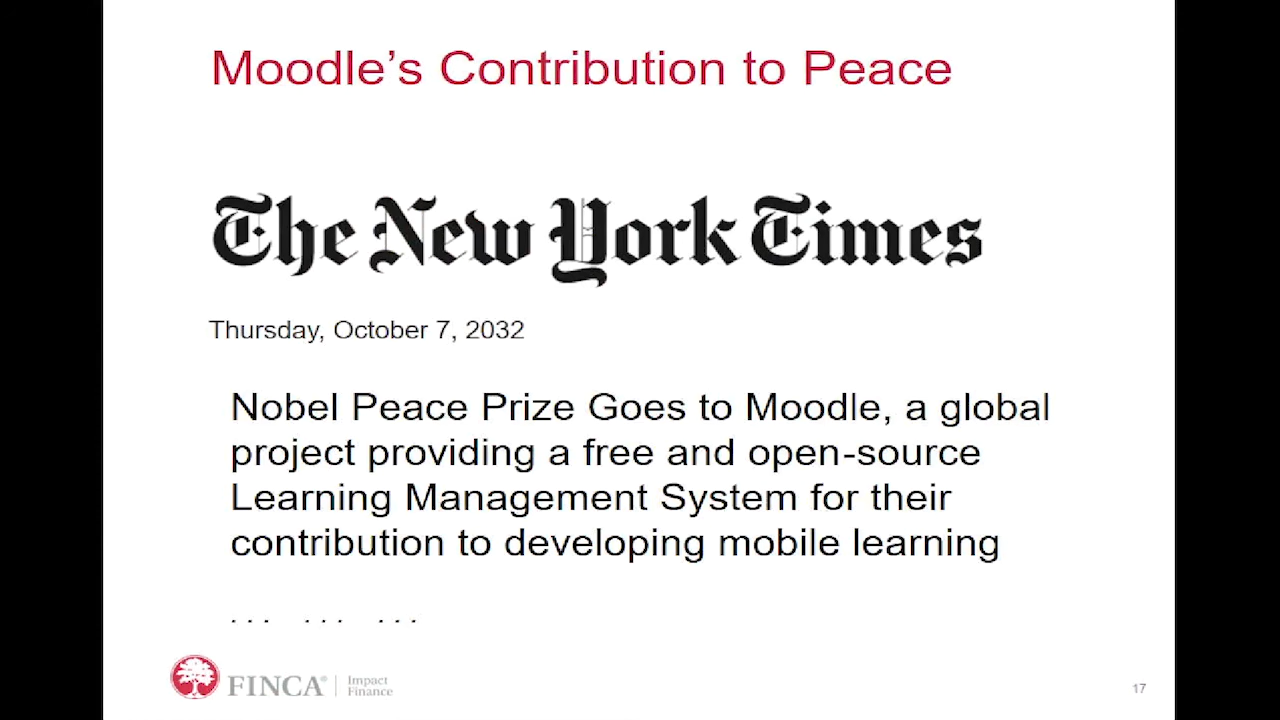 Moodle’s Contribution to Peace
The New York Times
Thursday, October 7, 2032
Nobel Peace Prize Goes to Moodle, a global
project providing a free and open-source
Learning Management System for their
contribution to developing mobile learning
... ... ...
FINCA® | Impact
Finance
17